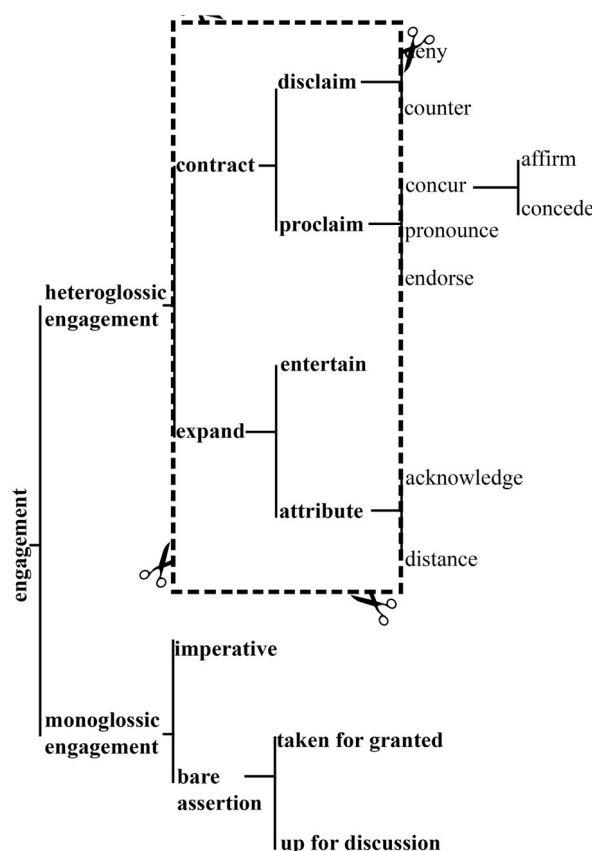 deny
disclaim
counter
affirm
contract
concur
concede
proclaim
pronounce
endorse
heteroglossic
engagement
entertain
expand
acknowledge
attribute
distance
engagement
imperative
monoglossic
engagement
taken for granted
bare
assertion
up for discussion